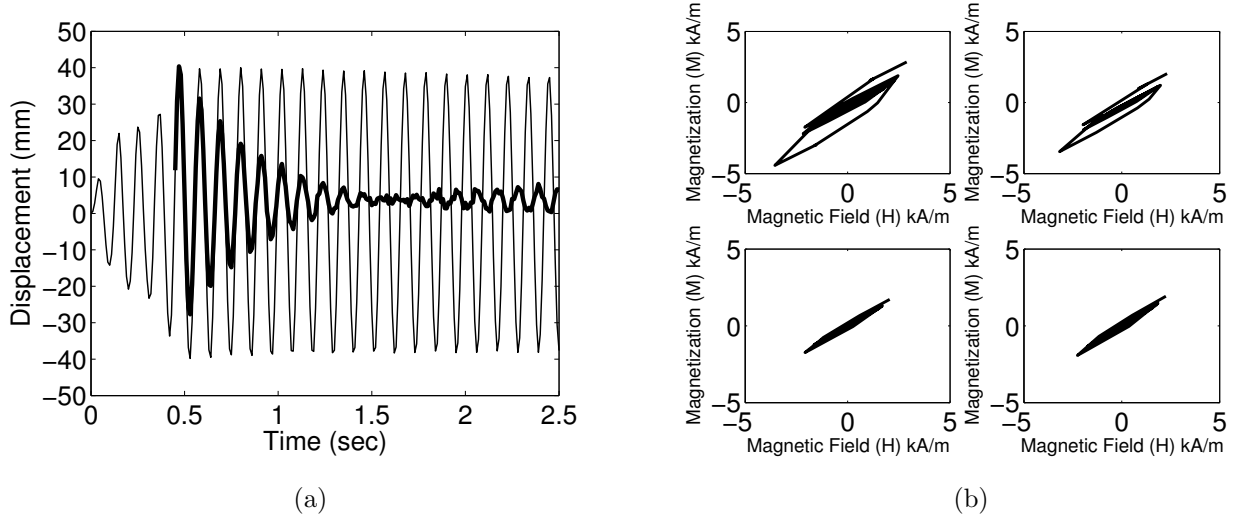 50
40
30
20
10
0
−10
−20
−30
−40
−50
Displacement (mm)
0 0.5 1 1.5 2 2.5
Time (sec)
(a)
5
0
−5
Magnetization (M) kA/m
−5 0 5
Magnetic Field (H) kA/m
5
0
−5
Magnetization (M) kA/m
−5 0 5
Magnetic Field (H) kA/m
5
0
−5
Magnetization (M) kA/m
−5 0 5
Magnetic Field (H) kA/m
5
0
−5
Magnetization (M) kA/m
−5 0 5
Magnetic Field (H) kA/m
(b)